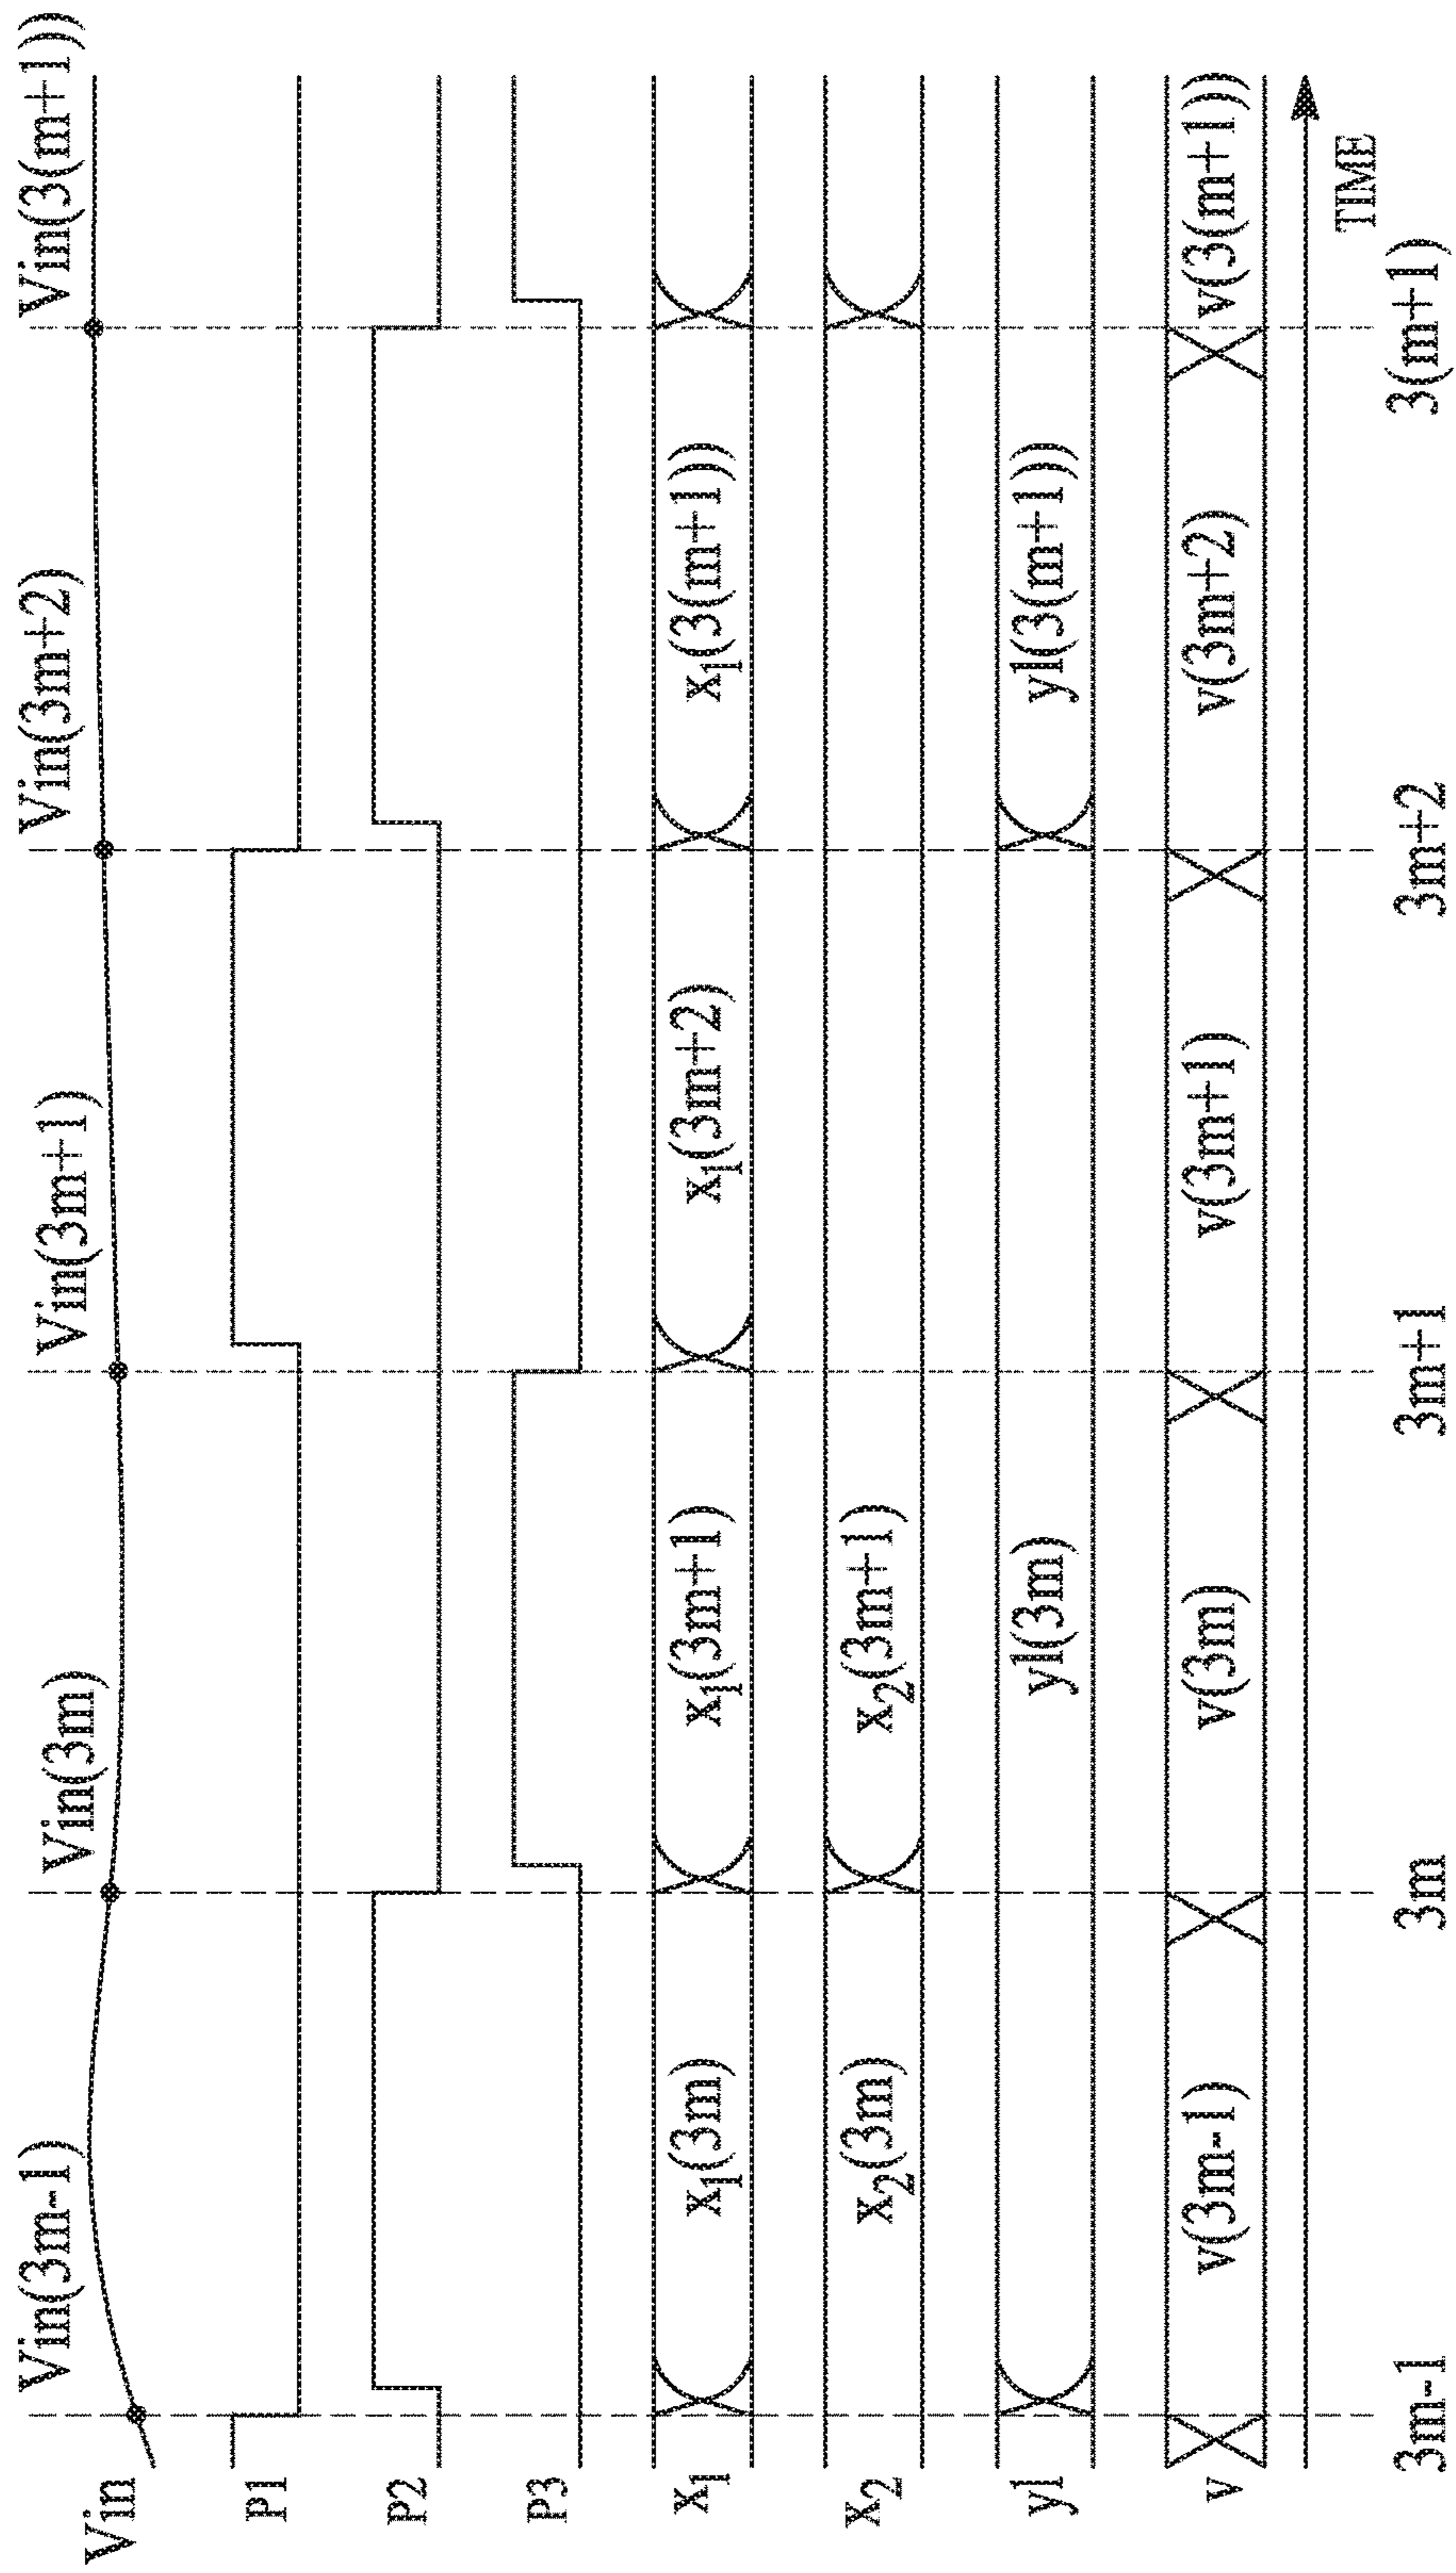 Vin
Vin(3m-1)
Vin(3m)
Vin(3m+1)
Vin(3m+2)
Vin(3(m+1))
P1
P2
P3
x₁
x₁(3m)
x₁(3m+1)
x₁(3m+2)
x₁(3(m+1))
x₂
x₂(3m)
x₂(3m+1)
y1
y1(3m)
y1(3(m+1))
v
v(3m-1)
v(3m)
v(3m+1)
v(3m+2)
v(3(m+1))
TIME
3m-1
3m
3m+1
3m+2
3(m+1)